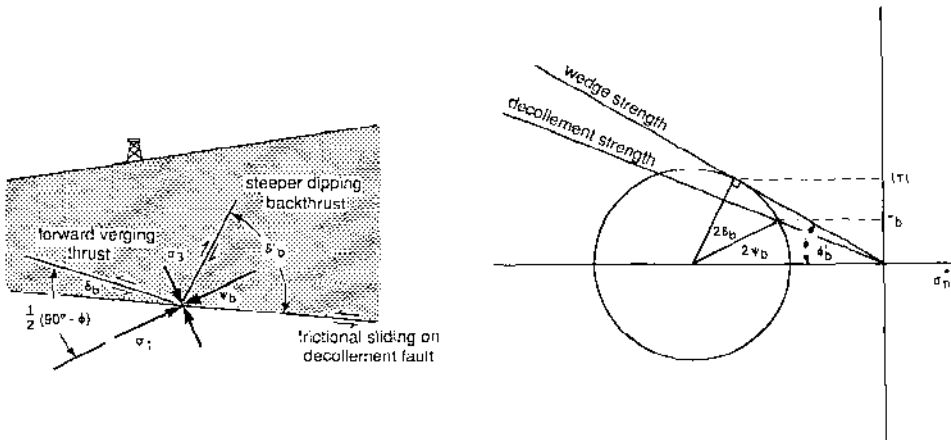 steeper dipping
backthrust
forward verging
thrust
σ3
δ'b
δb
ψb
1/2 (90° - ϕ)
σ1
frictional sliding on
decollement fault
wedge strength
decollement strength
|τ|
τb
2δb
2ψb
ϕ
ϕ'b
σn*